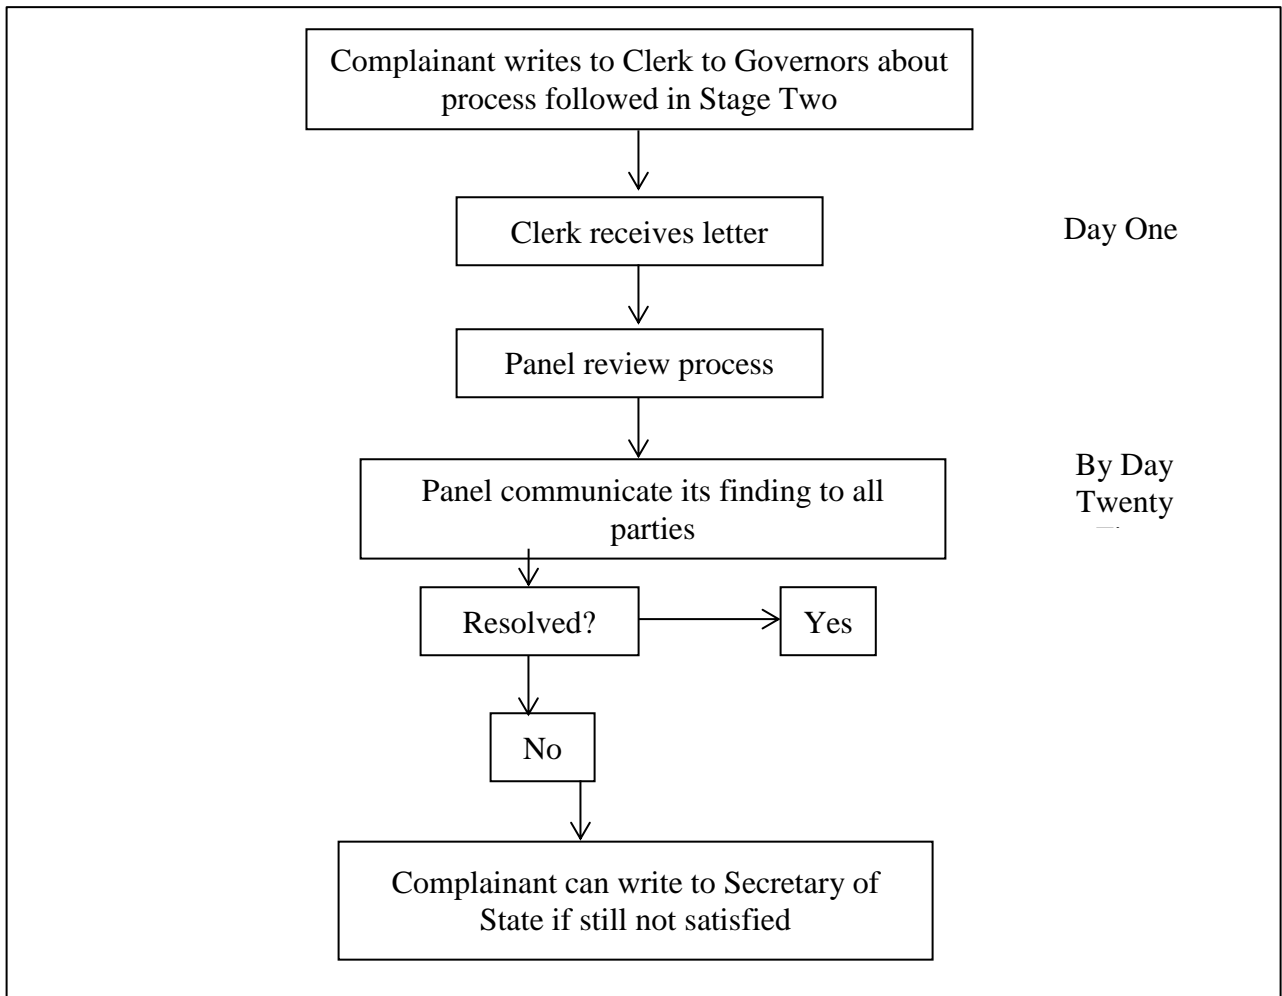 Complainant writes to Clerk to Governors about
process followed in Stage Two
Clerk receives letter
Day One
Panel review process
Panel communicate its finding to all
parties
By Day
Twenty
Resolved?
Yes
No
Complainant can write to Secretary of
State if still not satisfied